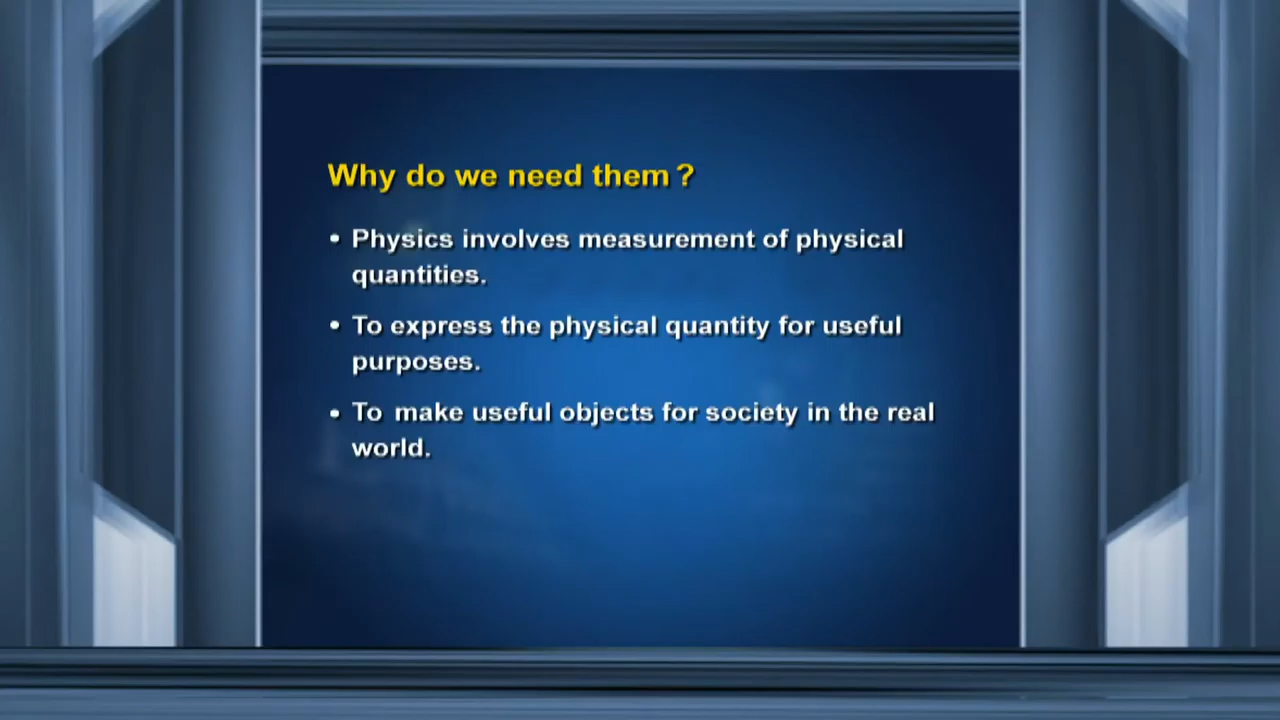 Why do we need them ?
• Physics involves measurement of physical
quantities.
• To express the physical quantity for useful
purposes.
• To make useful objects for society in the real
world.